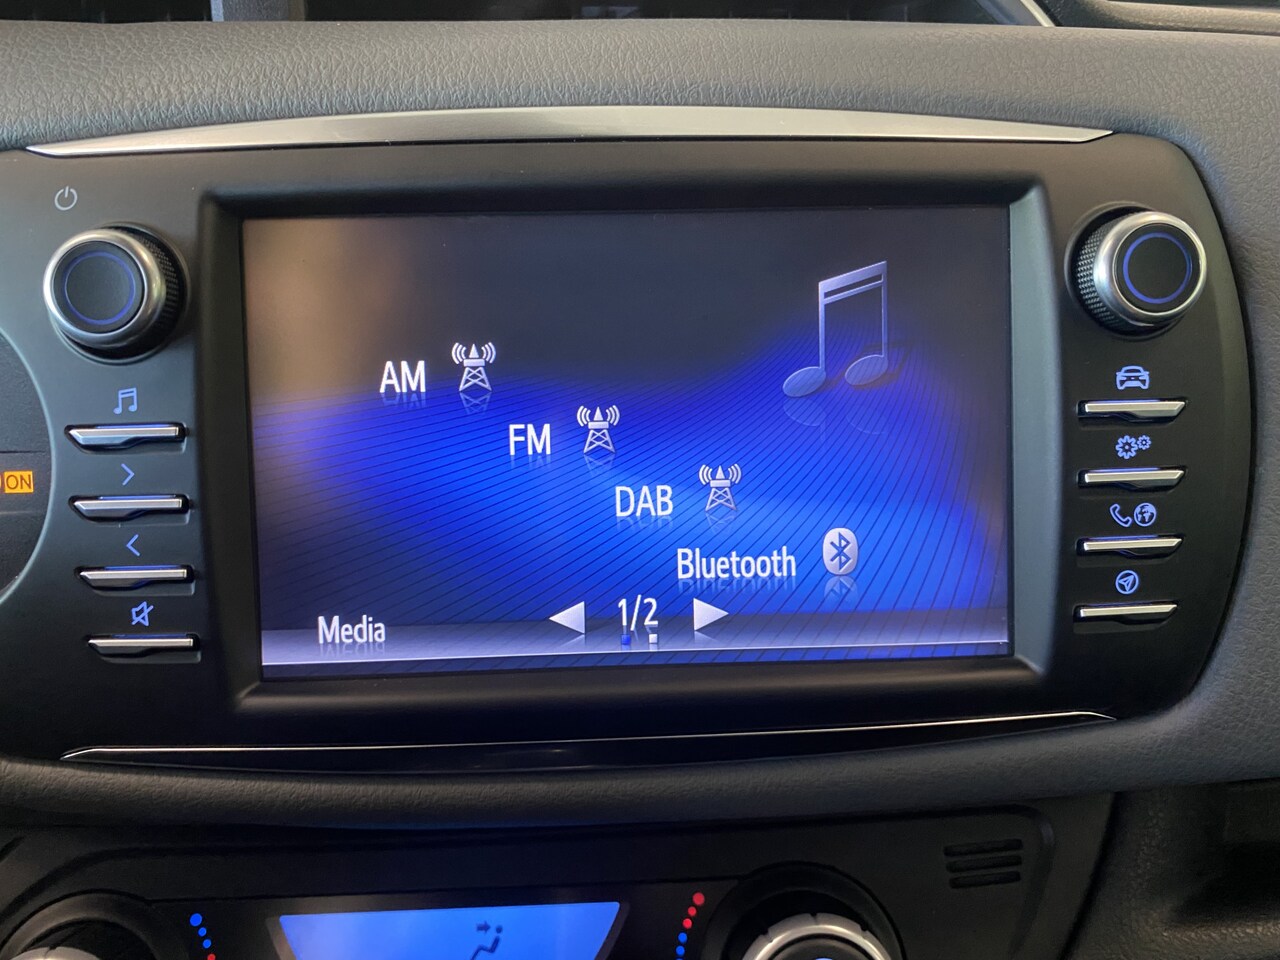 AM
FM
DAB
Bluetooth
Media
1/2
ON